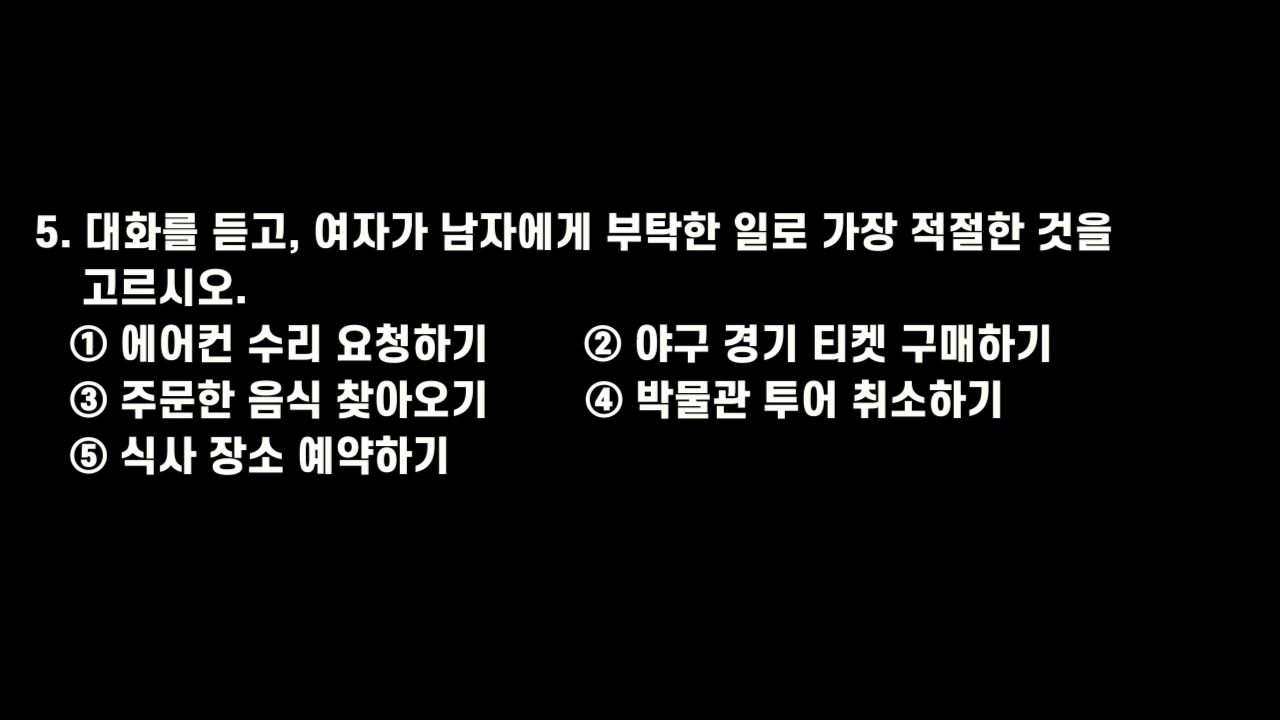 5. 대화를 듣고, 여자가 남자에게 부탁한 일로 가장 적절한 것을
고르시오.
① 에어컨 수리 요청하기 ② 야구 경기 티켓 구매하기
③ 주문한 음식 찾아오기 ④ 박물관 투어 취소하기
⑤ 식사 장소 예약하기